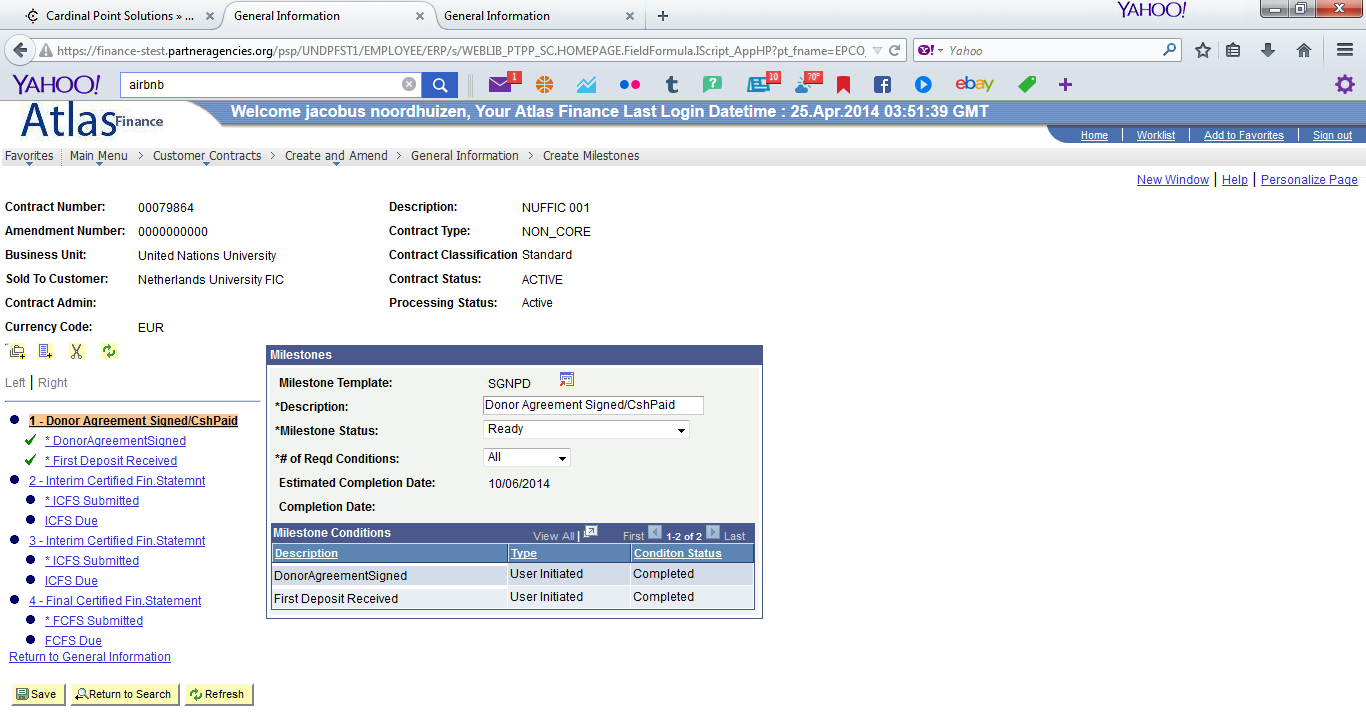 Cardinal Point Solutions » ... × General Information × General Information × +
YAHOO!
https://finance-stest.partneragencies.org/psp/UNDPFST1/EMPLOYEE/ERP/s/WEBLIB_PTPP_SC.HOMEPAGE.FieldFormula.IScript_AppHP?pt_fname=EPCO_ Yahoo
YAHOO! airbnb 1 10 70° ebay
Atlas Finance
Welcome jacobus noordhuizen, Your Atlas Finance Last Login Datetime : 25.Apr.2014 03:51:39 GMT
Home | Worklist | Add to Favorites | Sign out
Favorites Main Menu > Customer Contracts > Create and Amend > General Information > Create Milestones
New Window | Help | Personalize Page
Contract Number: 00079864 Description: NUFFIC 001
Amendment Number: 0000000000 Contract Type: NON_CORE
Business Unit: United Nations University Contract Classification Standard
Sold To Customer: Netherlands University FIC Contract Status: ACTIVE
Contract Admin: Processing Status: Active
Currency Code: EUR
Left | Right
1 - Donor Agreement Signed/CshPaid
* DonorAgreementSigned
* First Deposit Received
2 - Interim Certified Fin.Statemnt
* ICFS Submitted
ICFS Due
3 - Interim Certified Fin.Statemnt
* ICFS Submitted
ICFS Due
4 - Final Certified Fin.Statement
* FCFS Submitted
FCFS Due
Return to General Information
Milestones
Milestone Template: SGNPD
*Description: Donor Agreement Signed/CshPaid
*Milestone Status: Ready
*# of Reqd Conditions: All
Estimated Completion Date: 10/06/2014
Completion Date:
Milestone Conditions View All | First 1-2 of 2 Last
Description Type Conditon Status
DonorAgreementSigned User Initiated Completed
First Deposit Received User Initiated Completed
Save Return to Search Refresh